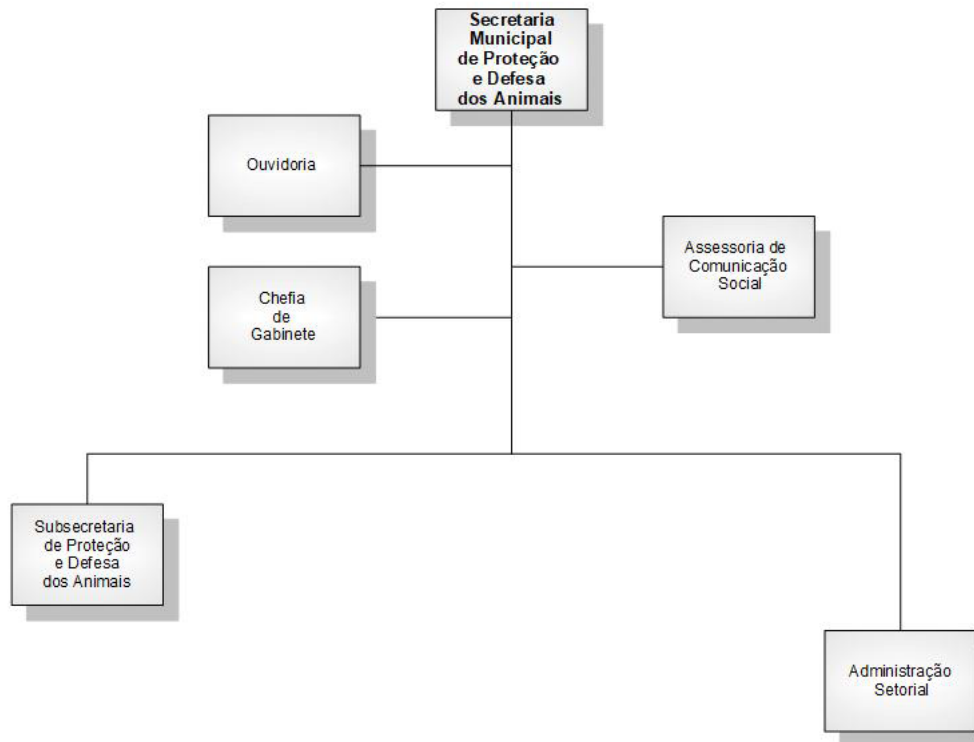 Secretaria
Municipal
de Proteção
e Defesa
dos Animais
Ouvidoria
Assessoria de
Comunicação
Social
Chefia
de
Gabinete
Subsecretaria
de Proteção
e Defesa
dos Animais
Administração
Setorial